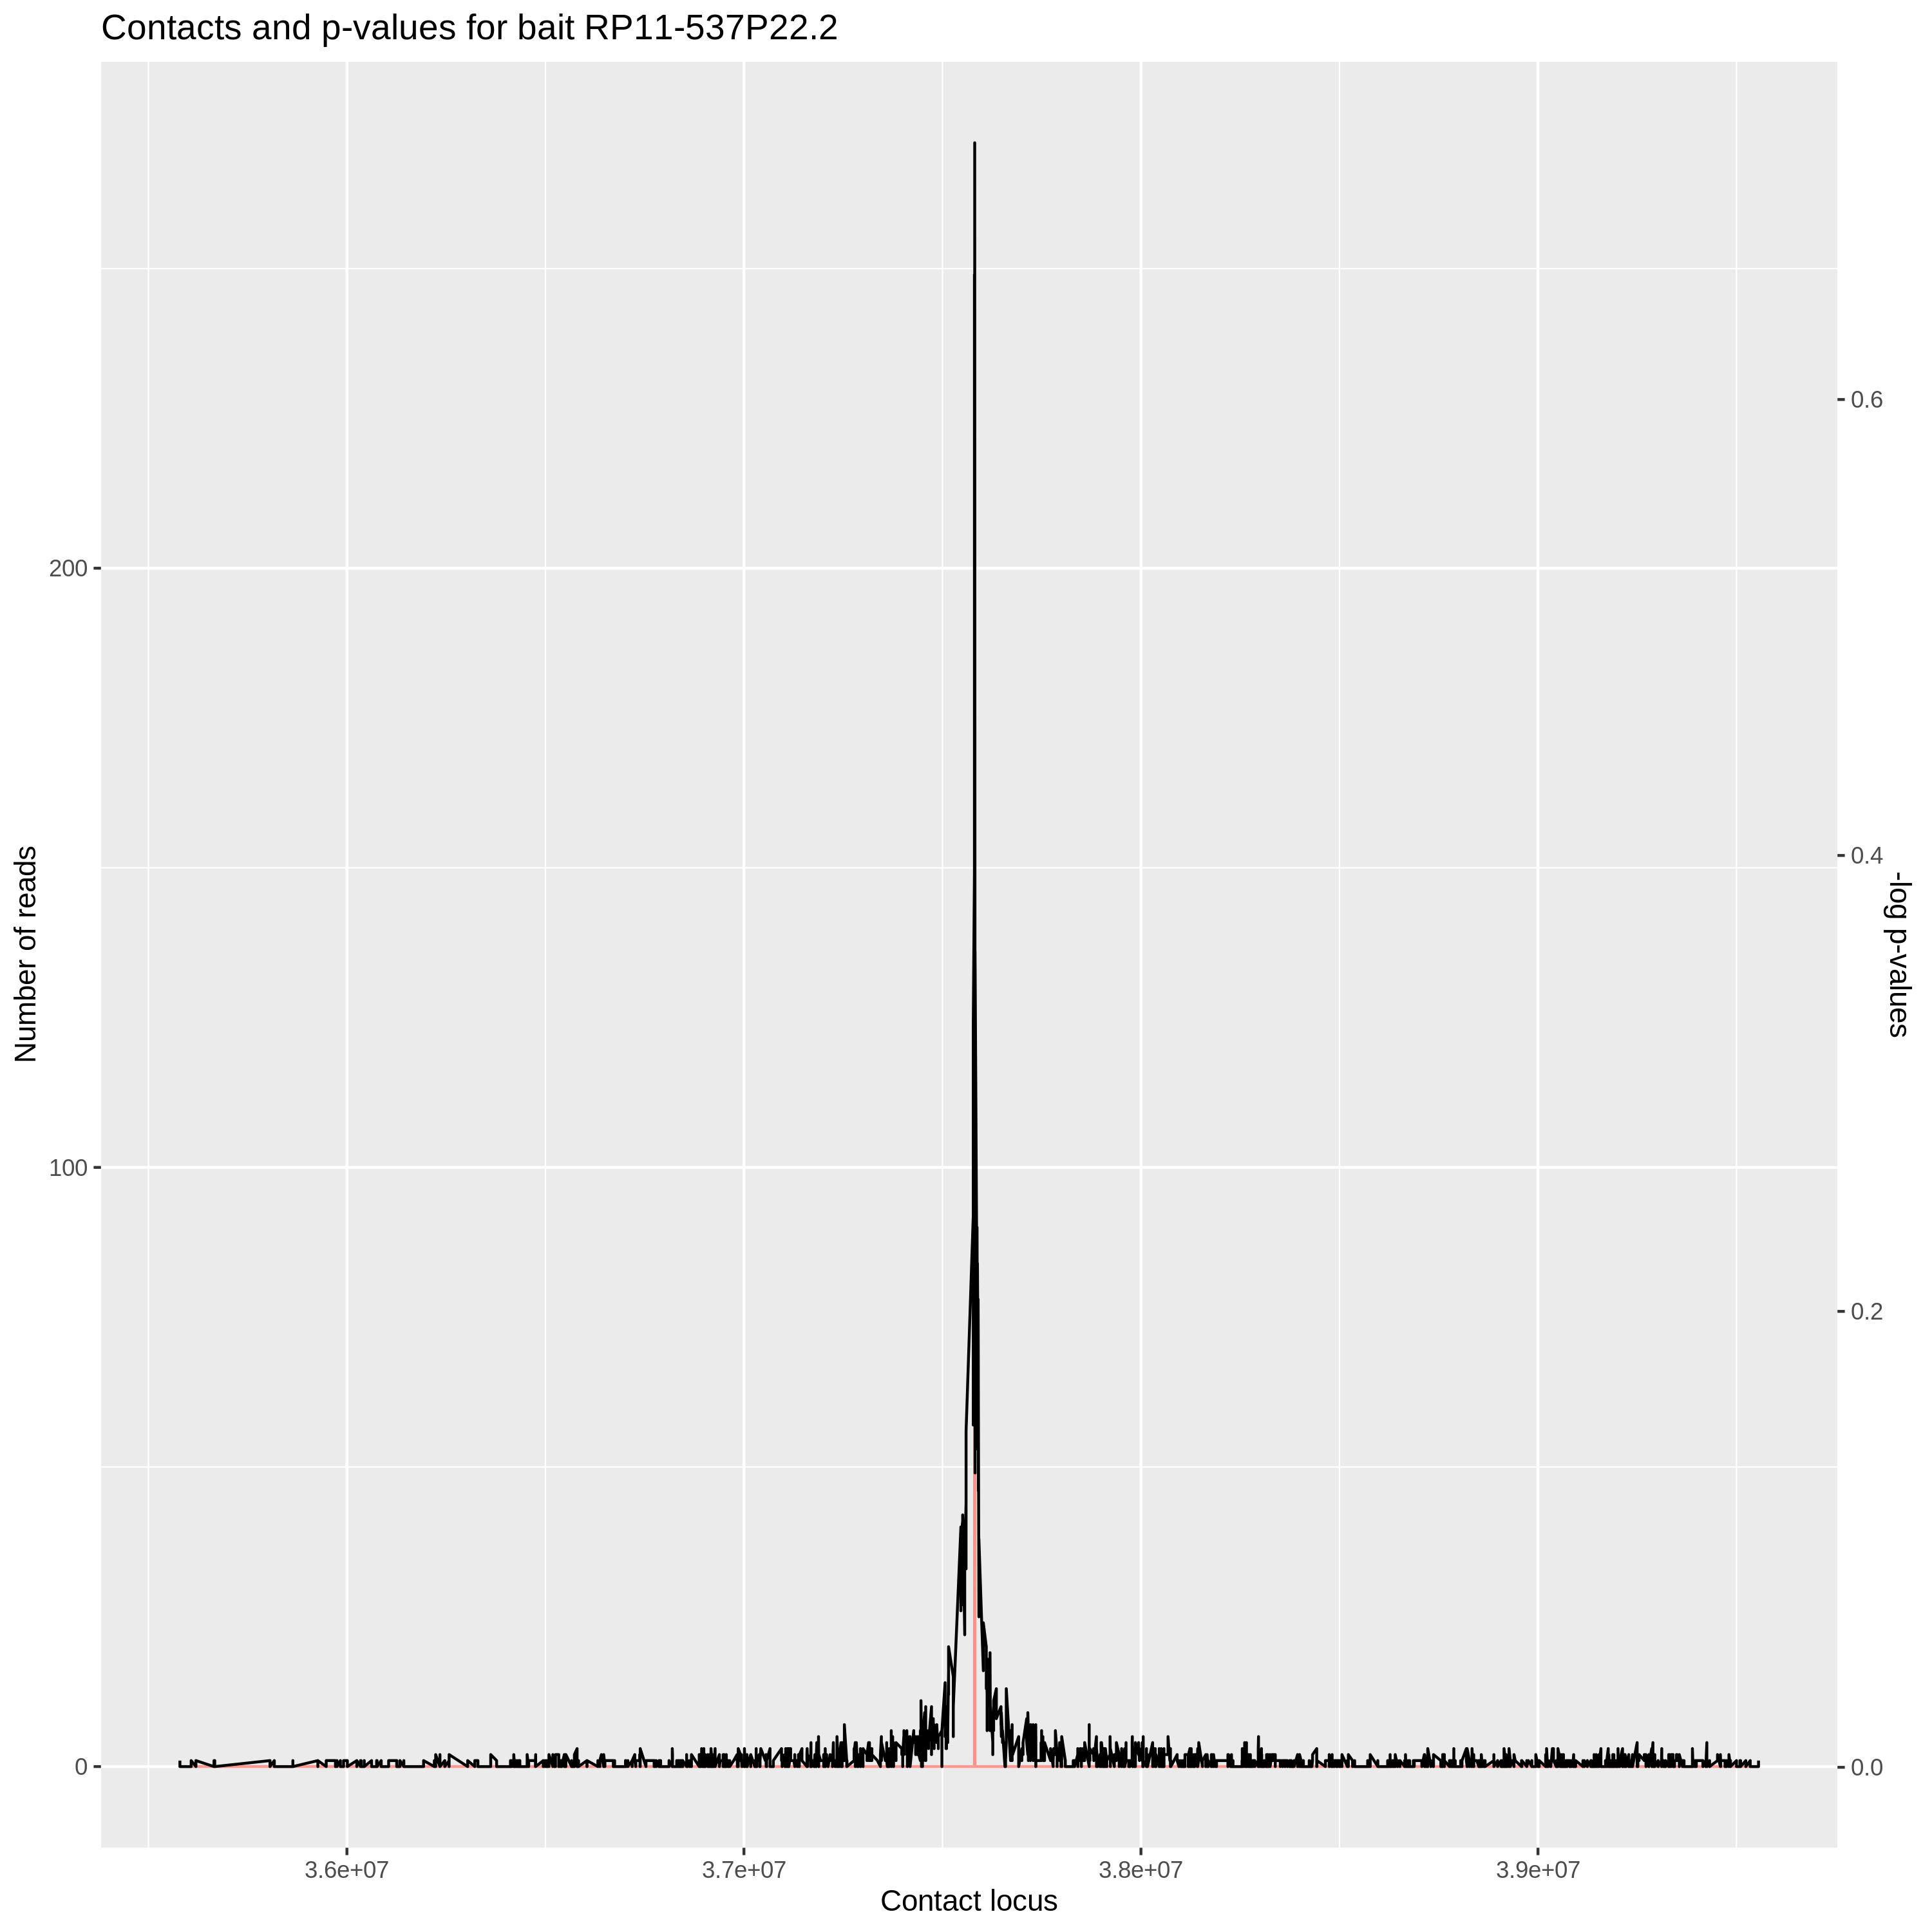 Contacts and p-values for bait RP11-537P22.2
200
100
0
Number of reads
0.6
0.4
0.2
0.0
-log p-values
3.6e+07
3.7e+07
3.8e+07
3.9e+07
Contact locus